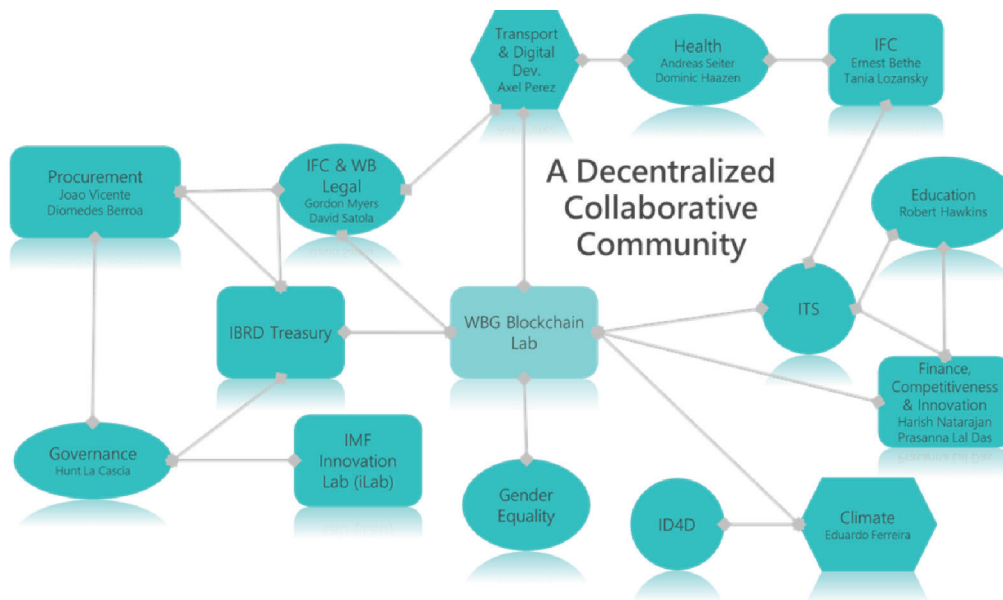 Transport
& Digital
Dev.
Axel Perez
Health
Andreas Seiter
Dominic Haazen
IFC
Ernest Bethe
Tania Lozansky
Procurement
Joao Vicente
Diomedes Berroa
IFC & WB
Legal
Gordon Myers
David Satola
A Decentralized
Collaborative
Community
Education
Robert Hawkins
IBRD Treasury
WBG Blockchain
Lab
ITS
Finance,
Competitiveness
& Innovation
Harish Natarajan
Prasanna Lal Das
Governance
Hunt La Cascia
IMF
Innovation
Lab (iLab)
Gender
Equality
ID4D
Climate
Eduardo Ferreira